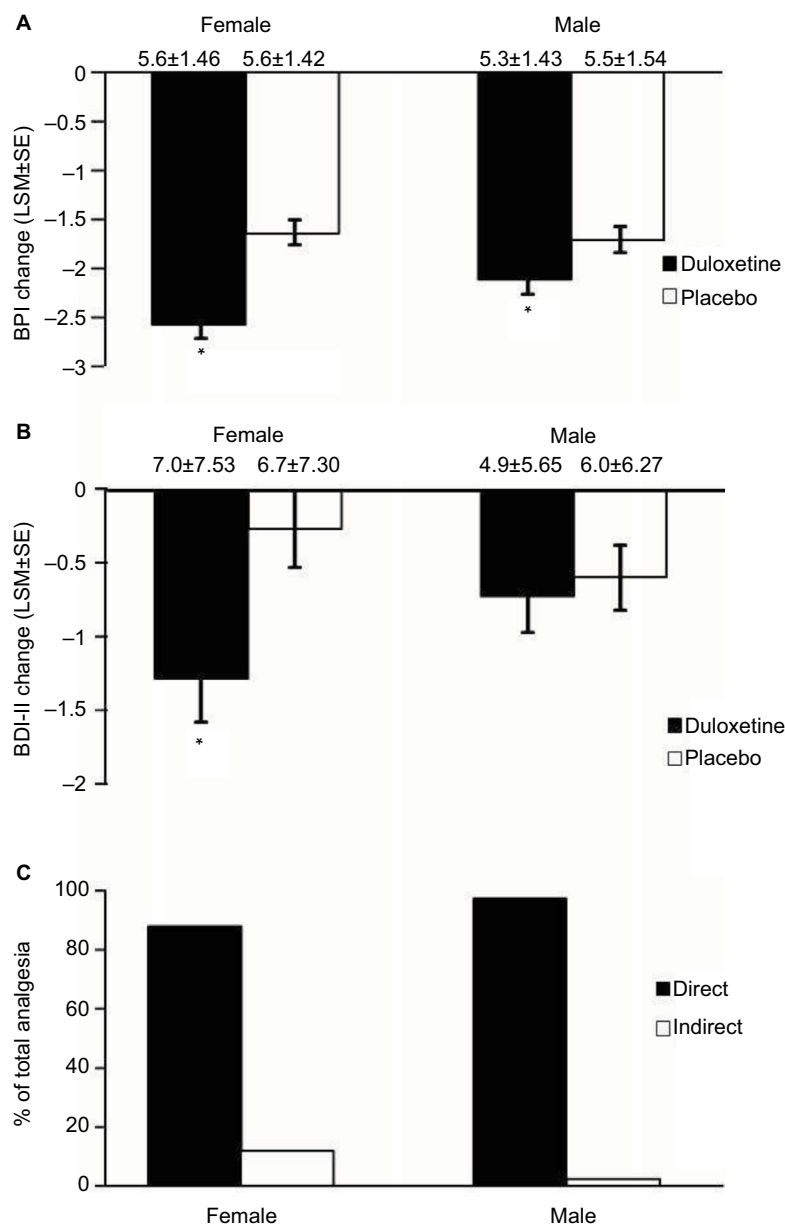 A
Female Male
5.6±1.46 5.6±1.42 5.3±1.43 5.5±1.54
BPI change (LSM±SE)
0
–0.5
–1
–1.5
–2
–2.5
–3
* *
Duloxetine
Placebo
B
Female Male
7.0±7.53 6.7±7.30 4.9±5.65 6.0±6.27
BDI-II change (LSM±SE)
0
–0.5
–1
–1.5
–2
*
Duloxetine
Placebo
C
% of total analgesia
100
80
60
40
20
0
Direct
Indirect
Female Male